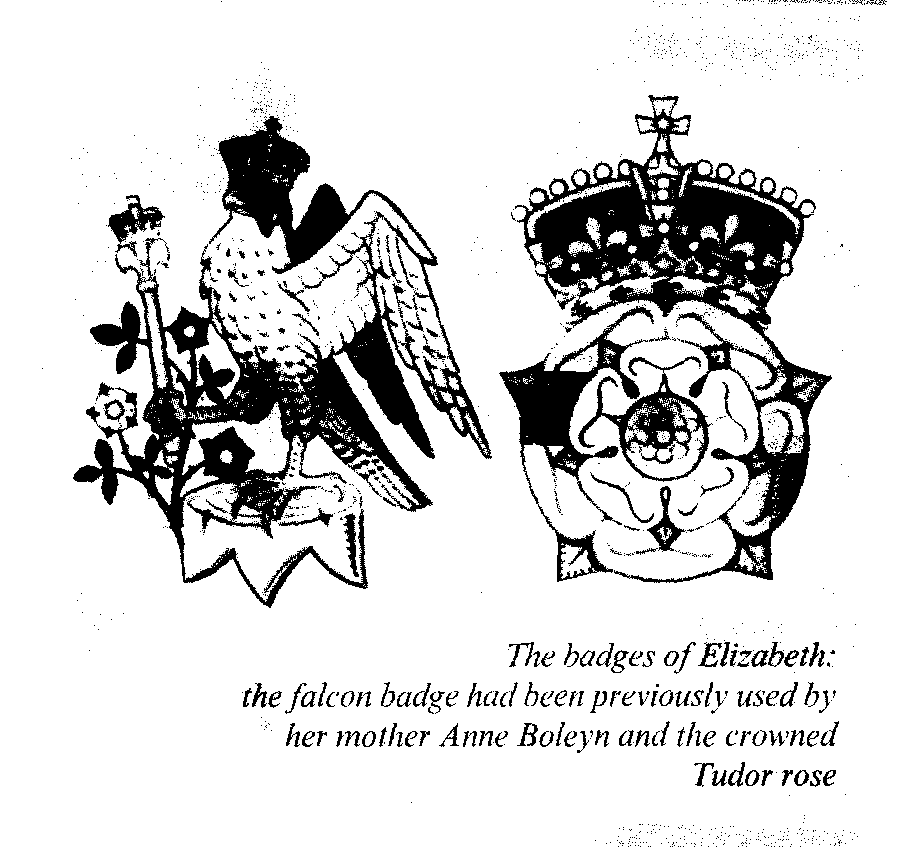 The badges of Elizabeth:
the falcon badge had been previously used by
her mother Anne Boleyn and the crowned
Tudor rose